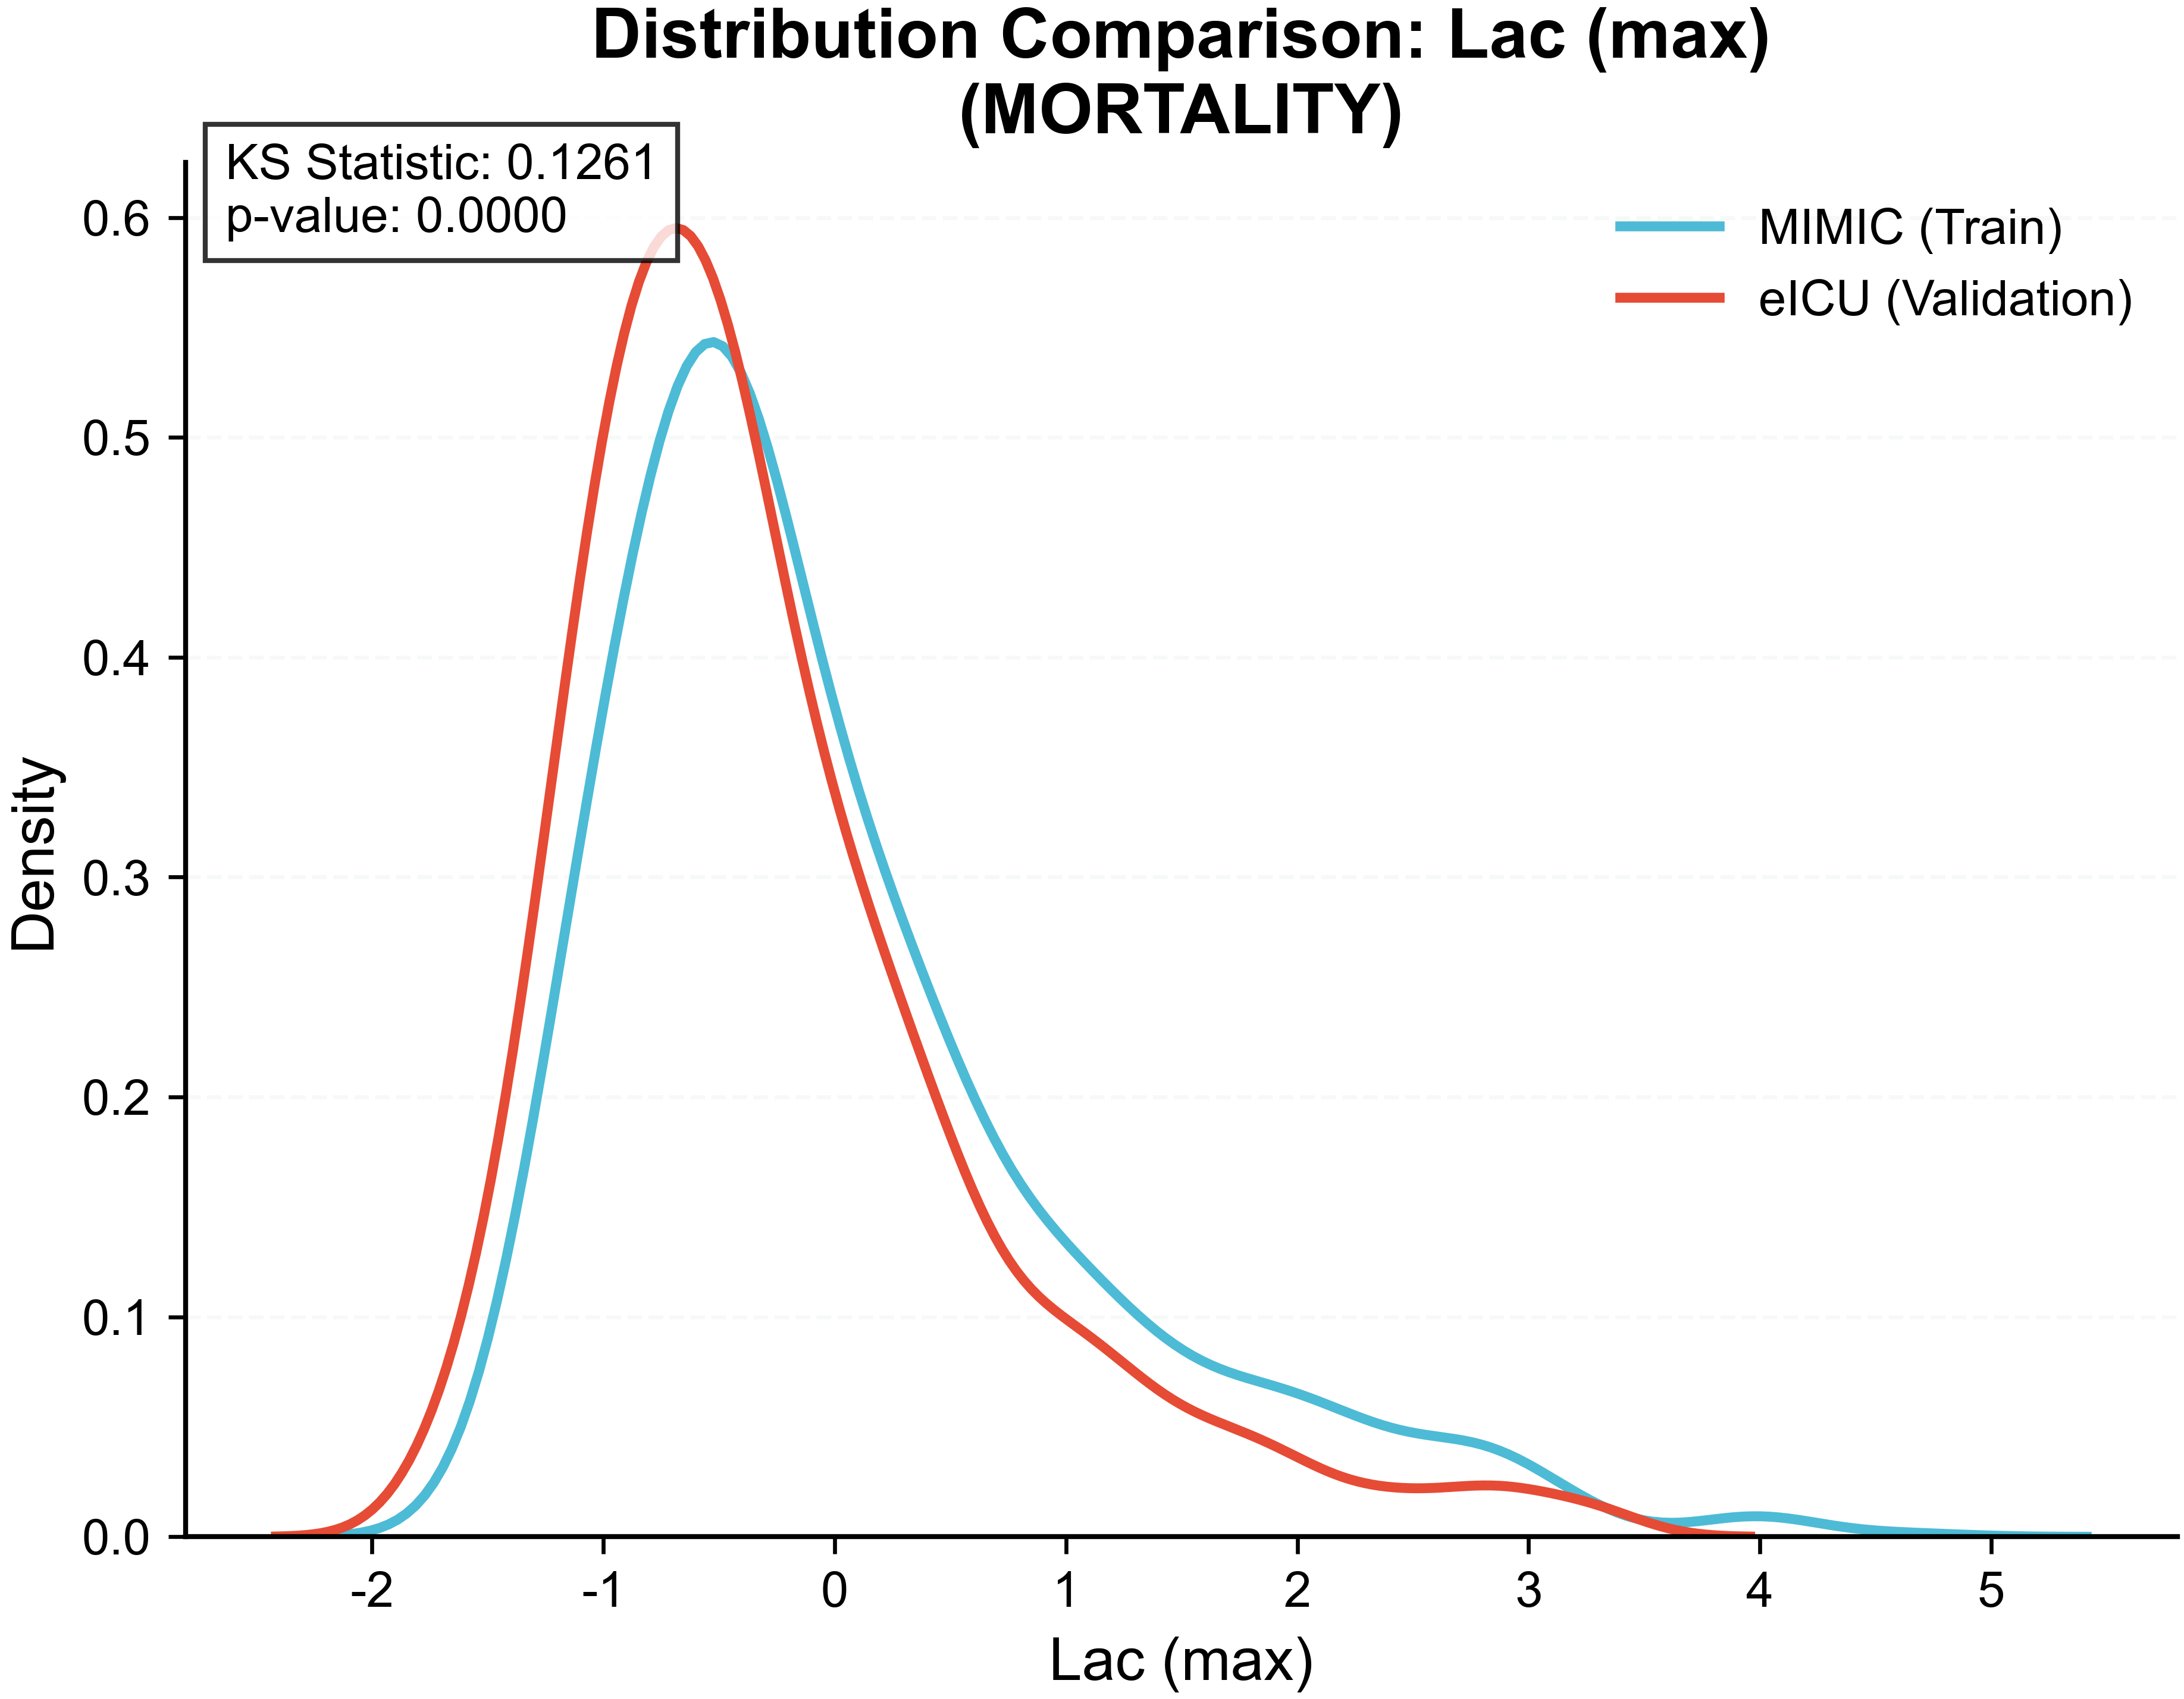 Distribution Comparison: Lac (max)
(MORTALITY)
KS Statistic: 0.1261
p-value: 0.0000
MIMIC (Train)
eICU (Validation)
Density
0.6
0.5
0.4
0.3
0.2
0.1
0.0
-2 -1 0 1 2 3 4 5
Lac (max)